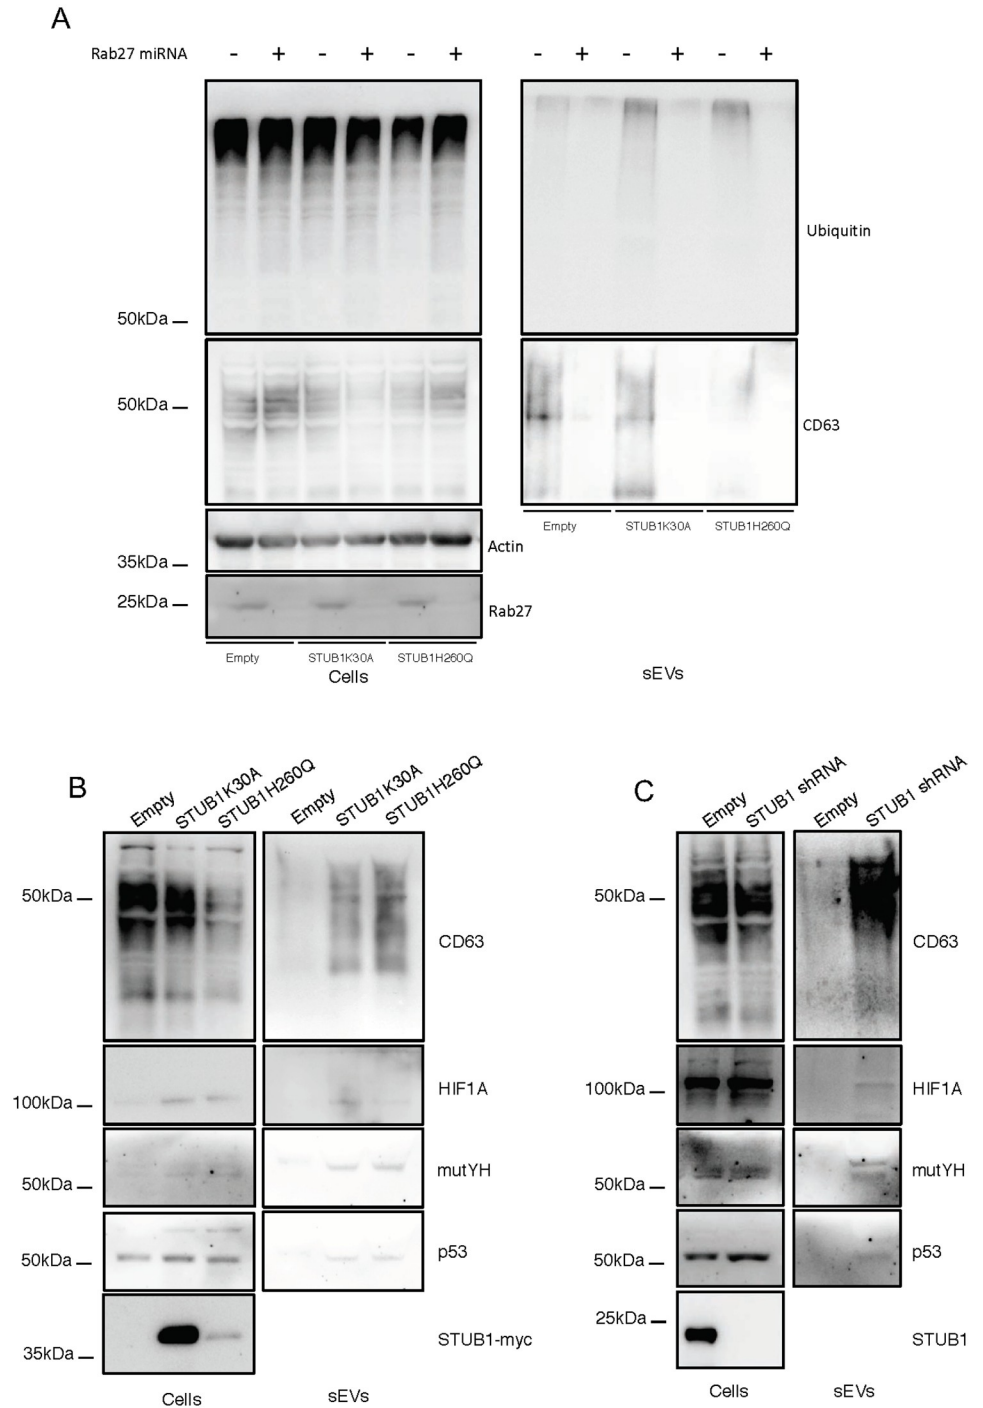 A
Rab27 miRNA - + - + - + - + - + - +
Ubiquitin
50kDa
50kDa
CD63
Empty STUB1K30A STUB1H260Q
Actin
35kDa
25kDa
Rab27
Empty STUB1K30A STUB1H260Q
Cells
sEVs
B
Empty STUB1K30A STUB1H260Q Empty STUB1K30A STUB1H260Q
50kDa
CD63
HIF1A
100kDa
mutYH
50kDa
p53
50kDa
STUB1-myc
35kDa
Cells
sEVs
C
Empty STUB1 shRNA Empty STUB1 shRNA
50kDa
CD63
HIF1A
100kDa
mutYH
50kDa
p53
50kDa
25kDa
STUB1
Cells
sEVs